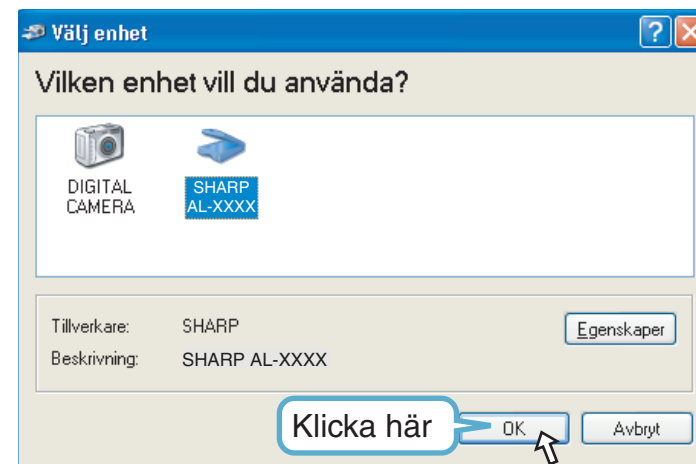 Välj enhet
Vilken enhet vill du använda?
DIGITAL
CAMERA
SHARP
AL-XXXX
Tillverkare: SHARP
Egenskaper
Beskrivning: SHARP AL-XXXX
Klicka här
OK
Avbryt